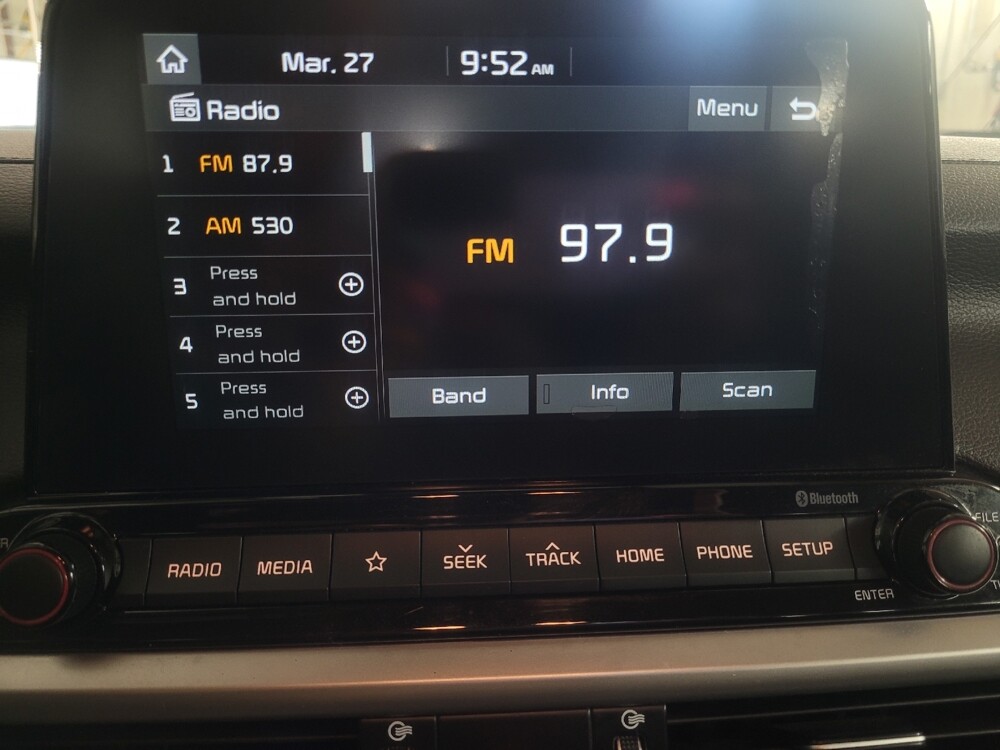 Mar. 27 9:52 AM
Radio Menu
1 FM 87.9
2 AM 530
3 Press
and hold
4 Press
and hold
5 Press
and hold
FM 97.9
Band Info Scan
Bluetooth
FILE
RADIO MEDIA SEEK TRACK HOME PHONE SETUP
ENTER